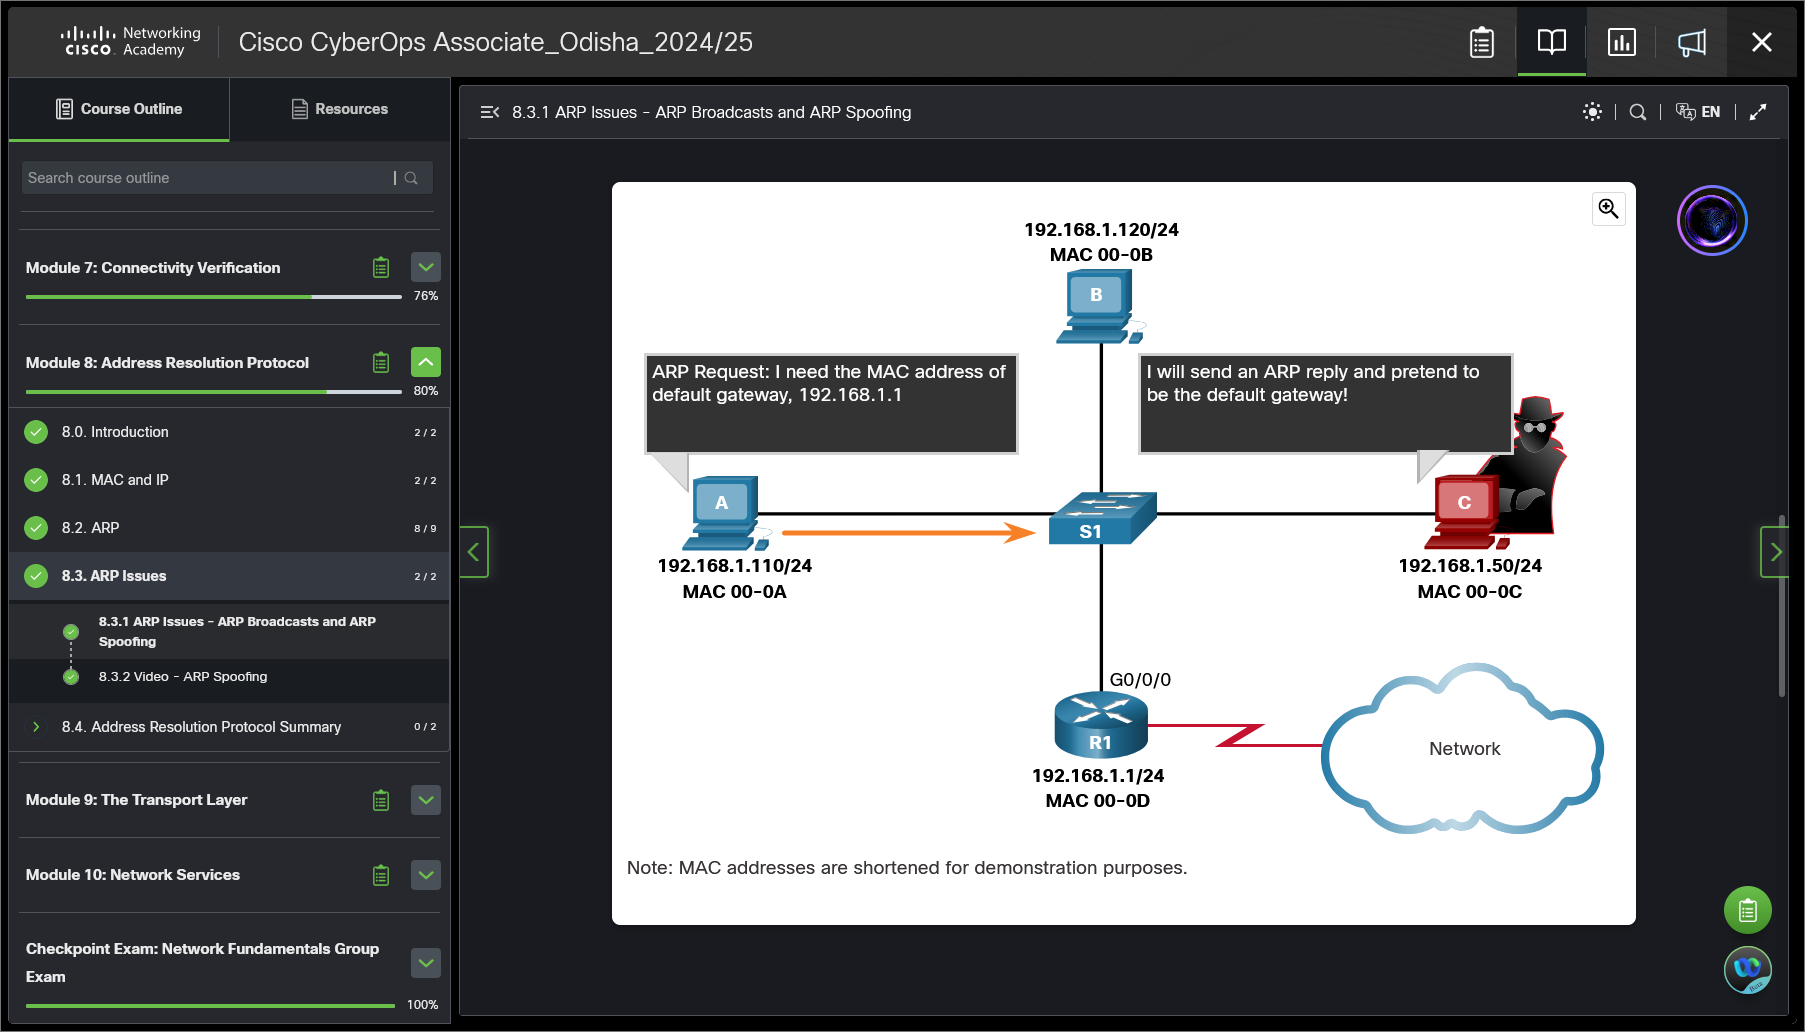 CISCO
Networking
Academy
Cisco CyberOps Associate_Odisha_2024/25
Course Outline
Resources
Search course outline
Module 7: Connectivity Verification
76%
Module 8: Address Resolution Protocol
80%
8.0. Introduction
2 / 2
8.1. MAC and IP
2 / 2
8.2. ARP
8 / 9
8.3. ARP Issues
2 / 2
8.3.1 ARP Issues - ARP Broadcasts and ARP
Spoofing
8.3.2 Video - ARP Spoofing
8.4. Address Resolution Protocol Summary
0 / 2
Module 9: The Transport Layer
Module 10: Network Services
Checkpoint Exam: Network Fundamentals Group
Exam
100%
8.3.1 ARP Issues - ARP Broadcasts and ARP Spoofing
EN
192.168.1.120/24
MAC 00-0B
B
ARP Request: I need the MAC address of
default gateway, 192.168.1.1
I will send an ARP reply and pretend to
be the default gateway!
A
S1
C
192.168.1.110/24
MAC 00-0A
192.168.1.50/24
MAC 00-0C
G0/0/0
R1
192.168.1.1/24
MAC 00-0D
Network
Note: MAC addresses are shortened for demonstration purposes.
Beta